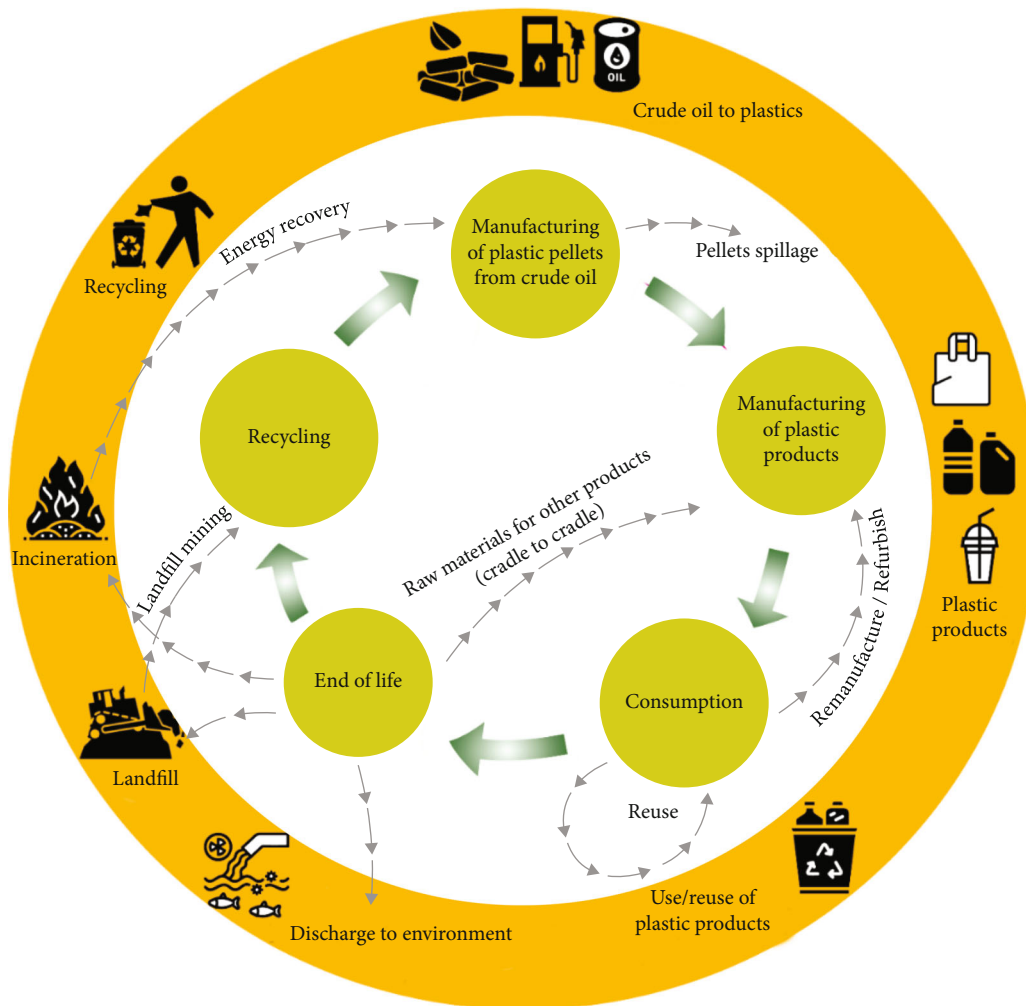 OIL
Crude oil to plastics
Energy recovery
Manufacturing
of plastic pellets
from crude oil
Pellets spillage
Recycling
Recycling
Manufacturing
of plastic
products
Raw materials for other products
(cradle to cradle)
Landfill mining
Incineration
Remanufacture / Refurbish
Plastic
products
End of life
Consumption
Landfill
Reuse
Use/reuse of
plastic products
Discharge to environment